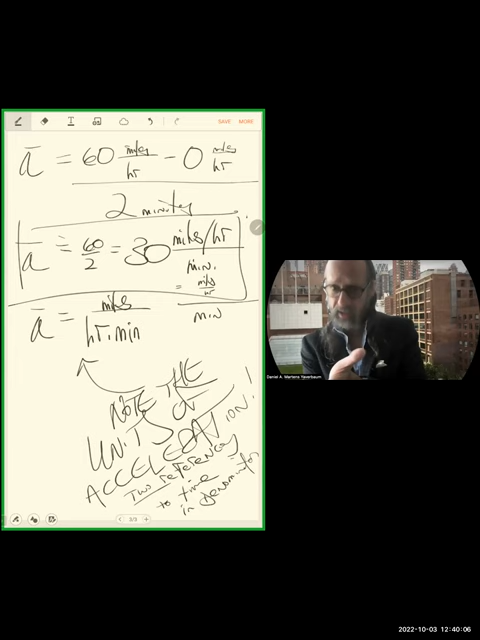 SAVE MORE
ā = 60 miles/hr − 0 miles/hr
2 minutes
ā = 60/2 = 30 miles/hr
min.
= miles/hr
min
ā = miles
hr. min
NOTE THE
UNITS OF
ACCELERATION!
TWO references
to time
in denominator
3/3
Daniel A. Martens Yaverbaum
2022-10-03 12:40:06